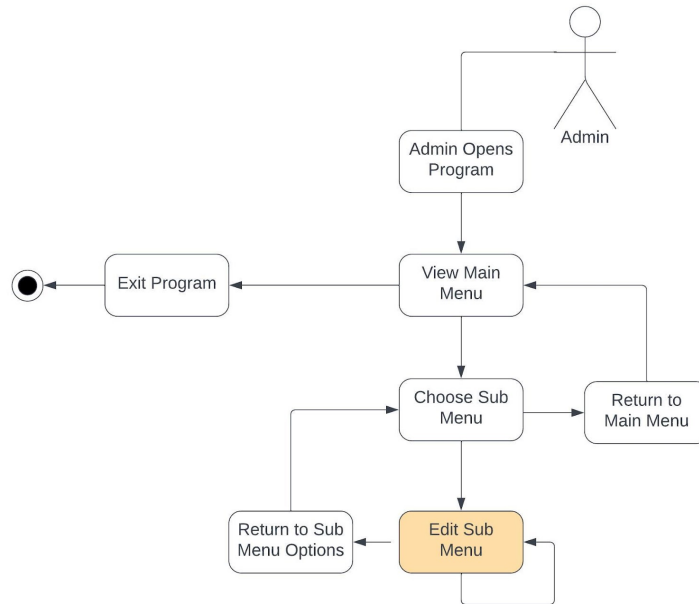 Admin
Admin Opens
Program
Exit Program
View Main
Menu
Choose Sub
Menu
Return to
Main Menu
Return to Sub
Menu Options
Edit Sub
Menu